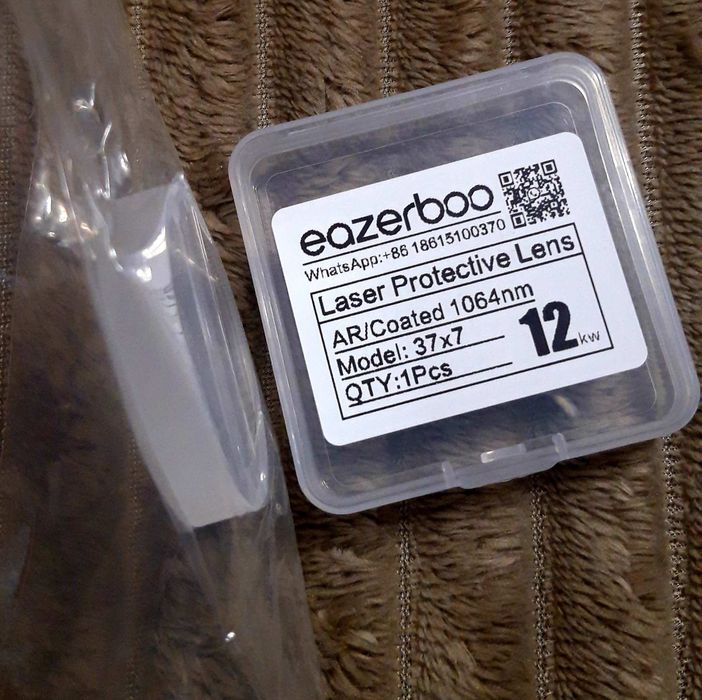 eazerboo
WhatsApp:+86 18615100370
Laser Protective Lens
AR/Coated 1064nm
Model: 37x7
12kw
QTY:1Pcs